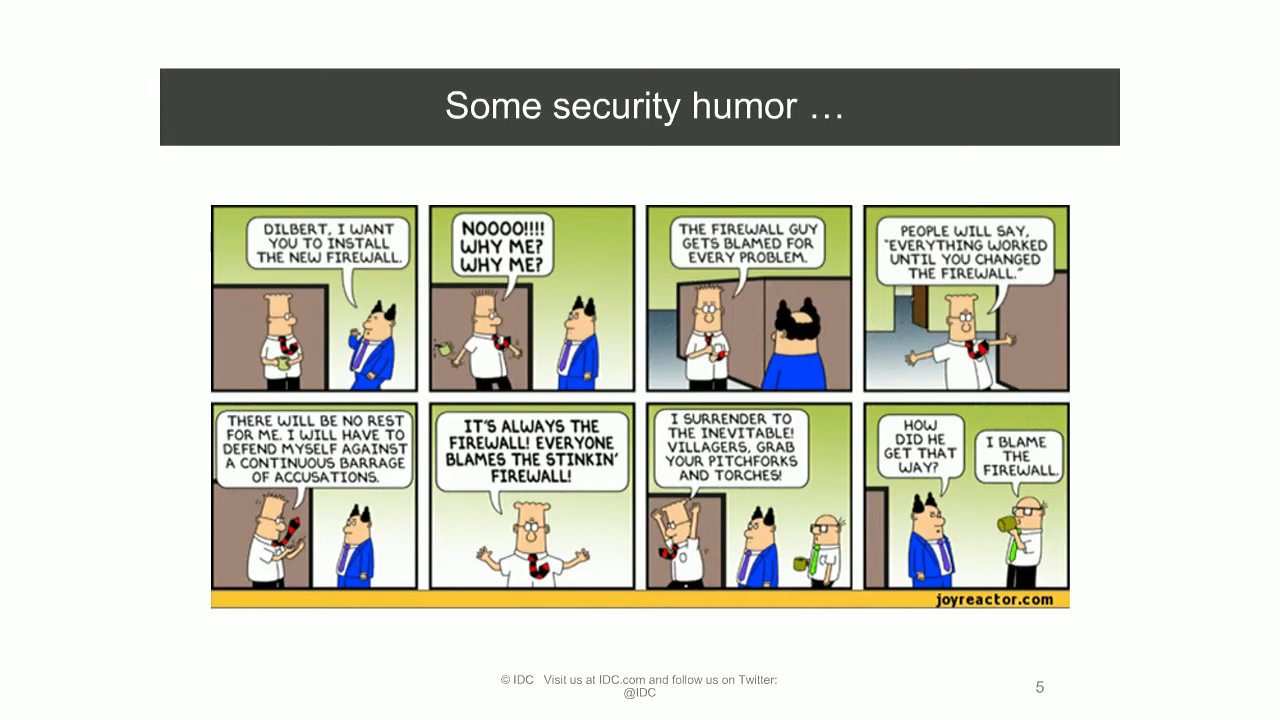 Some security humor …
DILBERT, I WANT
YOU TO INSTALL
THE NEW FIREWALL.
NOOOO!!!!
WHY ME?
WHY ME?
THE FIREWALL GUY
GETS BLAMED FOR
EVERY PROBLEM.
PEOPLE WILL SAY,
"EVERYTHING WORKED
UNTIL YOU CHANGED
THE FIREWALL."
THERE WILL BE NO REST
FOR ME. I WILL HAVE TO
DEFEND MYSELF AGAINST
A CONTINUOUS BARRAGE
OF ACCUSATIONS.
IT'S ALWAYS THE
FIREWALL! EVERYONE
BLAMES THE STINKIN'
FIREWALL!
I SURRENDER TO
THE INEVITABLE!
VILLAGERS, GRAB
YOUR PITCHFORKS
AND TORCHES!
HOW
DID HE
GET THAT
WAY?
I BLAME
THE
FIREWALL.
joyreactor.com
© IDC Visit us at IDC.com and follow us on Twitter:
@IDC
5